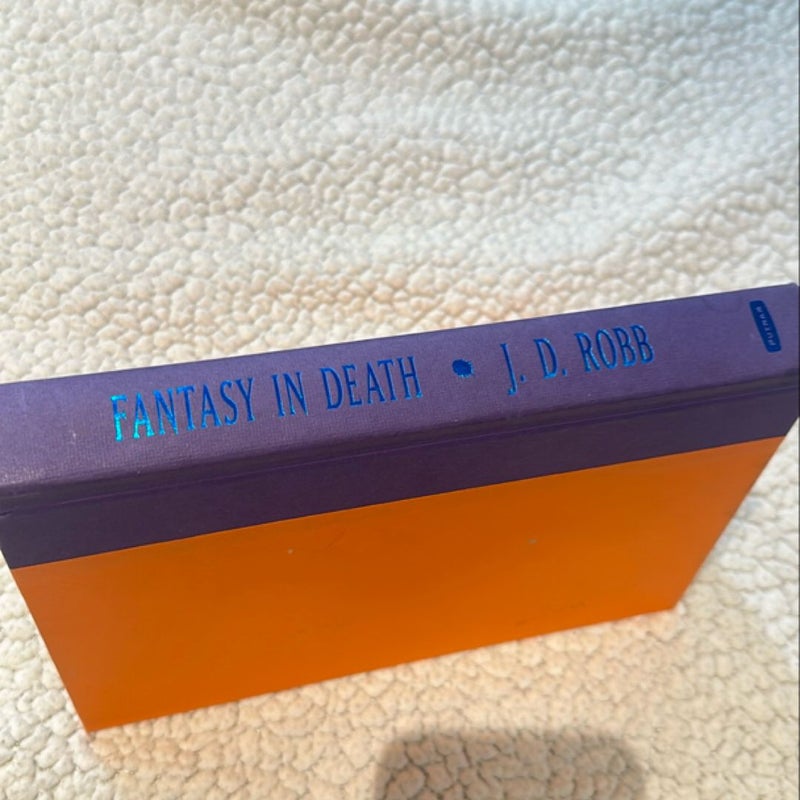 FANTASY IN DEATH • J. D. ROBB
PUTNAM